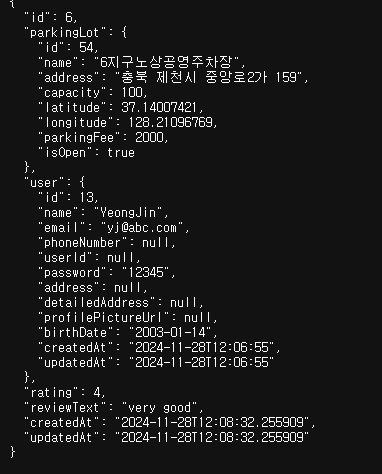 {
"id": 6,
"parkingLot": {
"id": 54,
"name": "6지구노상공영주차장",
"address": "충북 제천시 중앙로2가 159",
"capacity": 100,
"latitude": 37.14007421,
"longitude": 128.21096769,
"parkingFee": 2000,
"isOpen": true
},
"user": {
"id": 13,
"name": "YeongJin",
"email": "yj@abc.com",
"phoneNumber": null,
"userId": null,
"password": "12345",
"address": null,
"detailedAddress": null,
"profilePictureUrl": null,
"birthDate": "2003-01-14",
"createdAt": "2024-11-28T12:06:55",
"updatedAt": "2024-11-28T12:06:55"
},
"rating": 4,
"reviewText": "very good",
"createdAt": "2024-11-28T12:08:32.255909",
"updatedAt": "2024-11-28T12:08:32.255909"
}